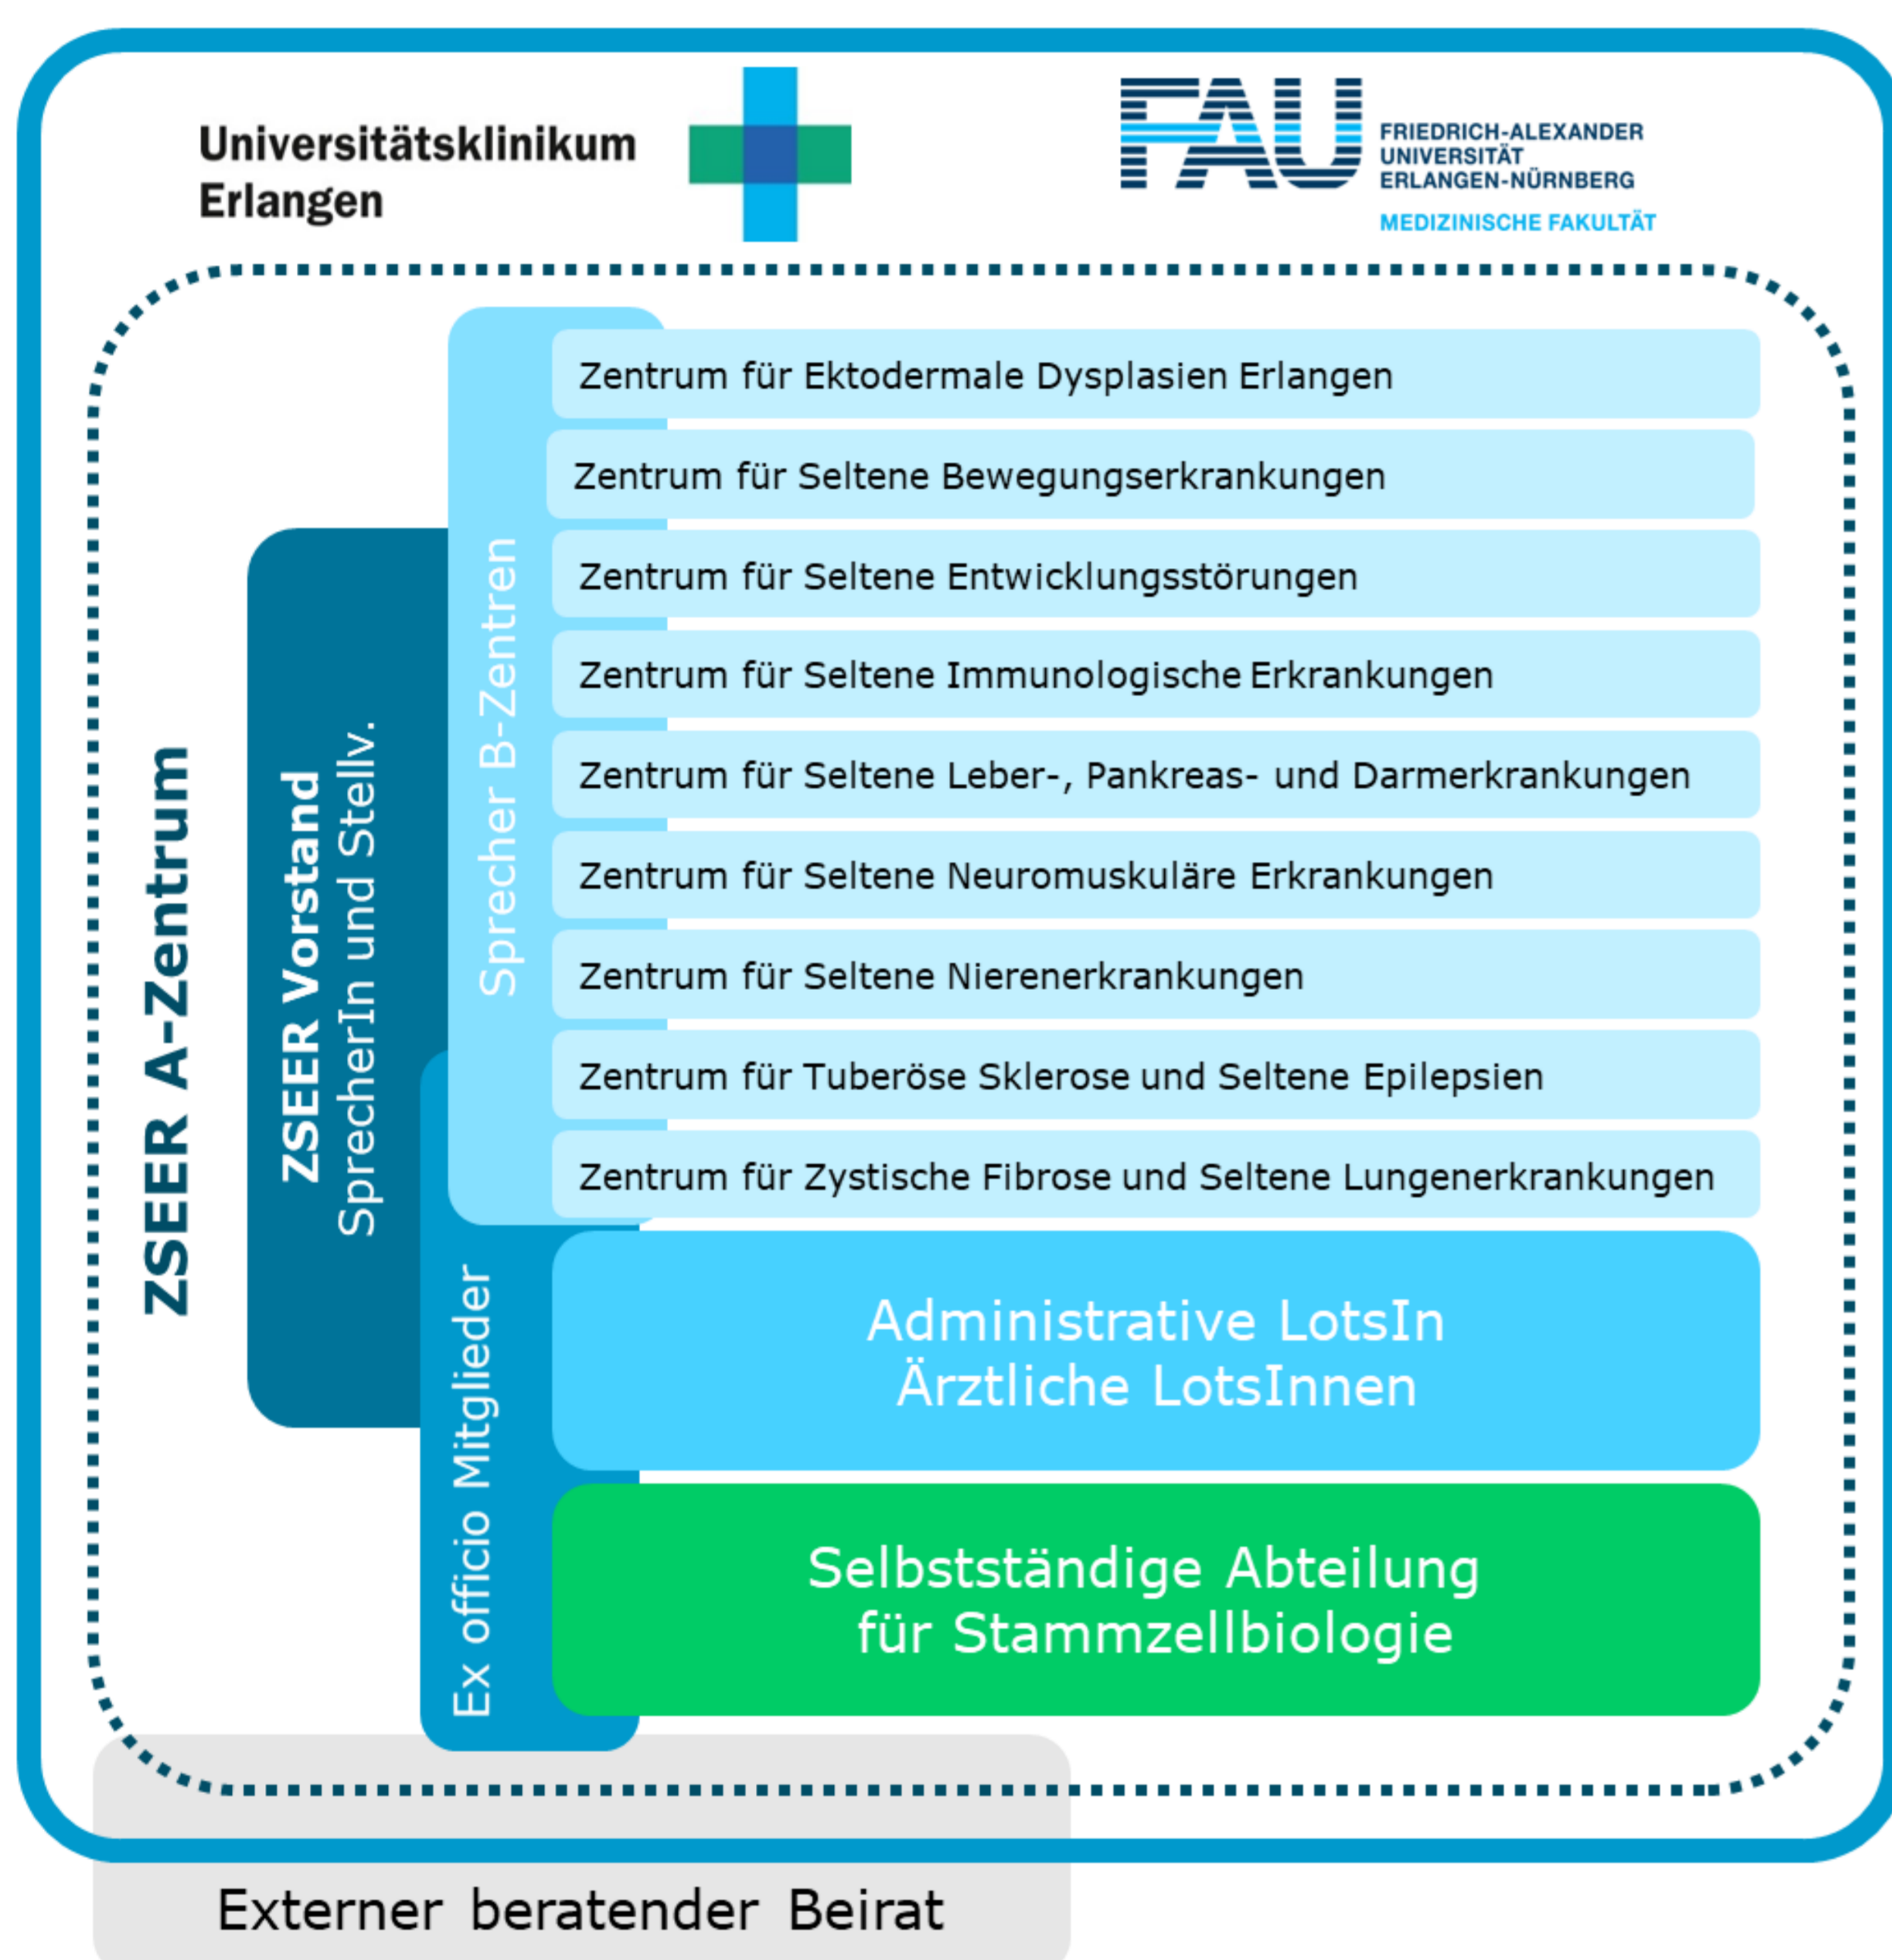 Universitätsklinikum
Erlangen
FAU
FRIEDRICH-ALEXANDER
UNIVERSITÄT
ERLANGEN-NÜRNBERG
MEDIZINISCHE FAKULTÄT
ZSEER A-Zentrum
ZSEER Vorstand
SprecherIn und Stellv.
Sprecher B-Zentren
Zentrum für Ektodermale Dysplasien Erlangen
Zentrum für Seltene Bewegungserkrankungen
Zentrum für Seltene Entwicklungsstörungen
Zentrum für Seltene Immunologische Erkrankungen
Zentrum für Seltene Leber-, Pankreas- und Darmerkrankungen
Zentrum für Seltene Neuromuskuläre Erkrankungen
Zentrum für Seltene Nierenerkrankungen
Zentrum für Tuberöse Sklerose und Seltene Epilepsien
Zentrum für Zystische Fibrose und Seltene Lungenerkrankungen
Ex officio Mitglieder
Administrative LotsIn
Ärztliche LotsInnen
Selbstständige Abteilung
für Stammzellbiologie
Externer beratender Beirat